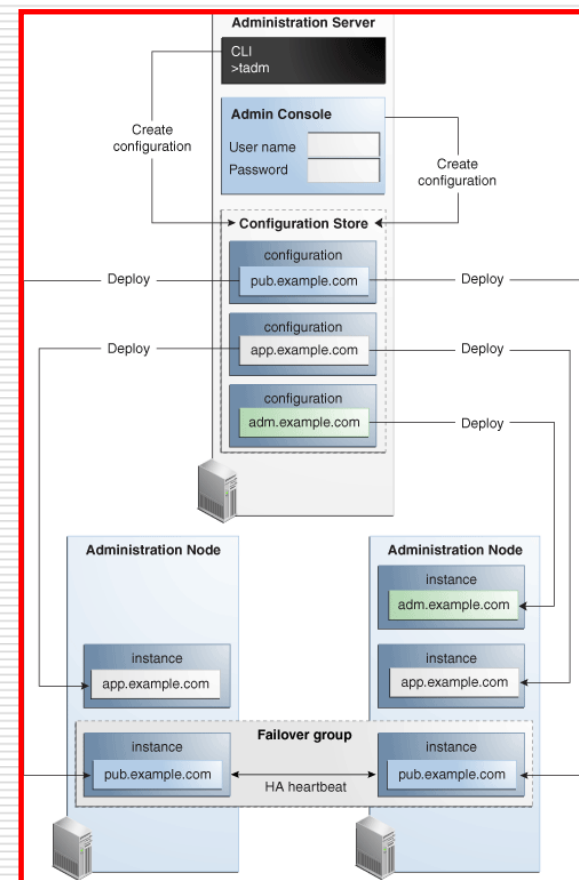 Administration Server
CLI
>tadm
Admin Console
User name
Password
Create
configuration
Create
configuration
Configuration Store
configuration
pub.example.com
Deploy
Deploy
configuration
app.example.com
Deploy
Deploy
configuration
adm.example.com
Deploy
Administration Node
Administration Node
instance
adm.example.com
instance
app.example.com
instance
app.example.com
Failover group
instance
pub.example.com
HA heartbeat
instance
pub.example.com